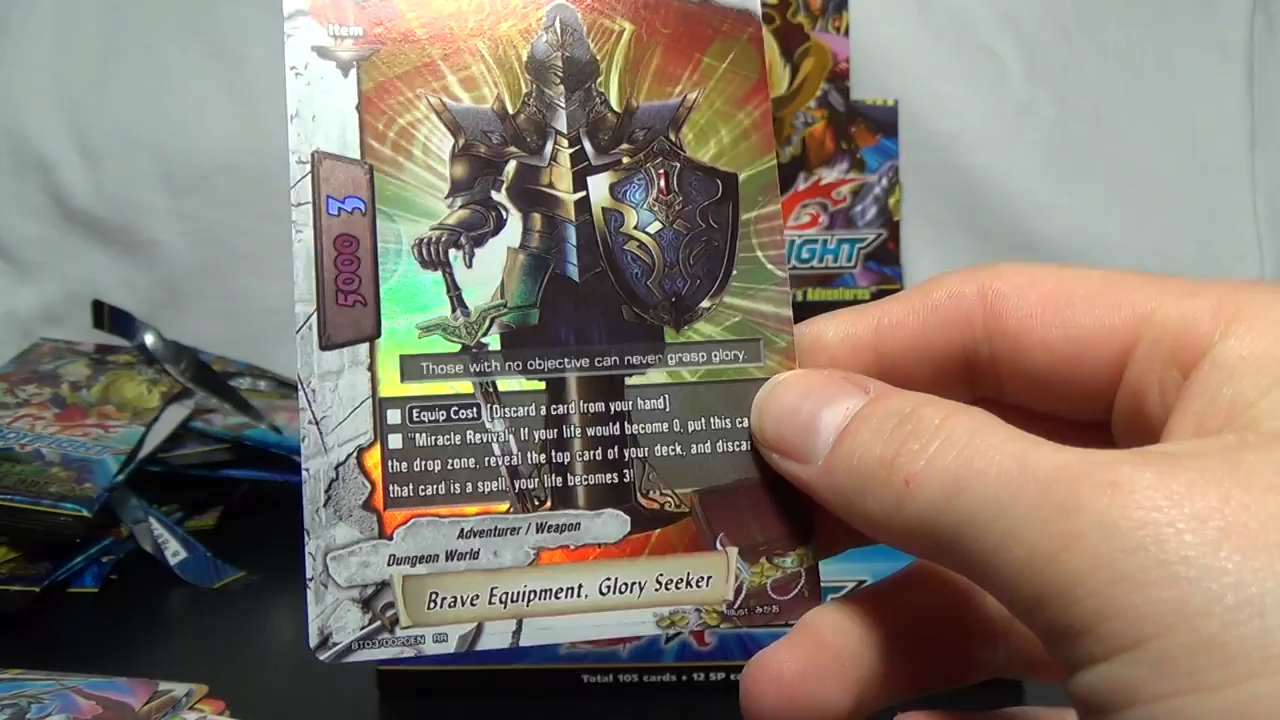 Item
3
5000
Those with no objective can never grasp glory.
Equip Cost [Discard a card from your hand]
"Miracle Revival" If your life would become 0, put this
the drop zone, reveal the top card of your deck, and
that card is a spell, your life becomes 3!
Adventurer / Weapon
Dungeon World
Brave Equipment, Glory Seeker
Illust. みかお
BT03/0020EN RR
IGHT
Adventures"
Total 105 cards + 12 SP